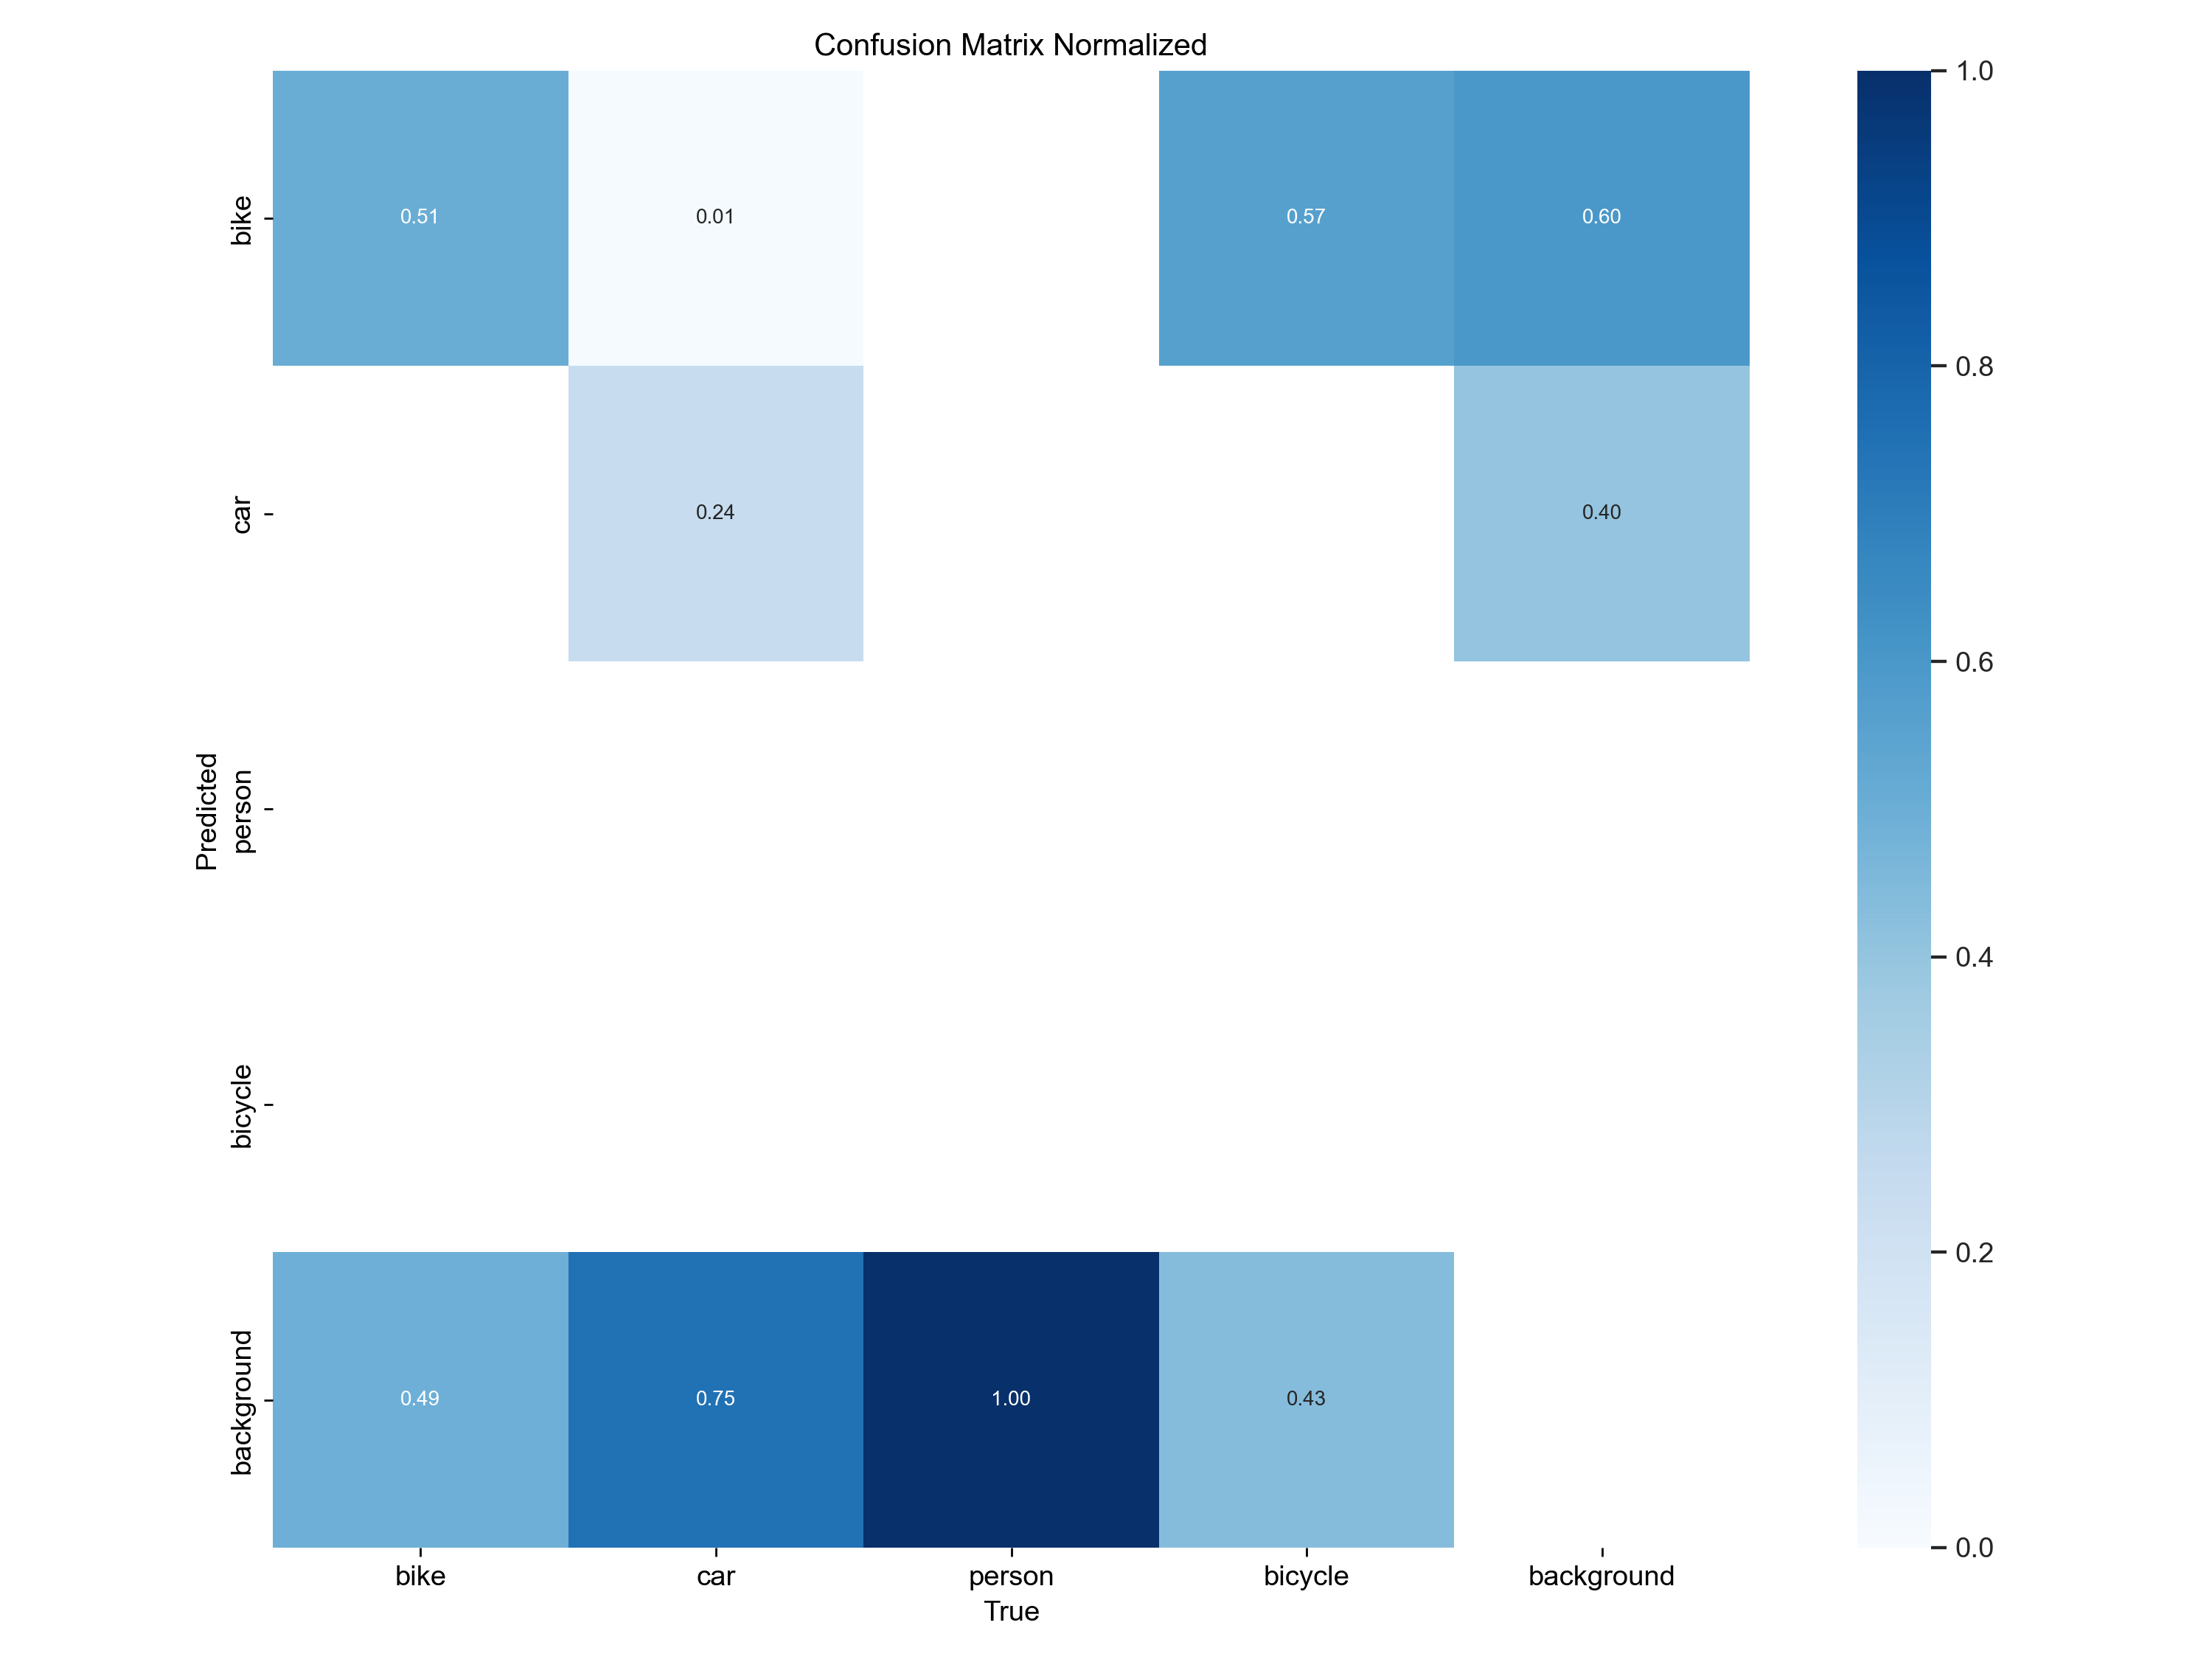 Confusion Matrix Normalized
1.0
bike
0.51
0.01
0.57
0.60
0.8
car
0.24
0.40
0.6
Predicted
person
0.4
bicycle
0.2
background
0.49
0.75
1.00
0.43
0.0
bike
car
person
bicycle
background
True